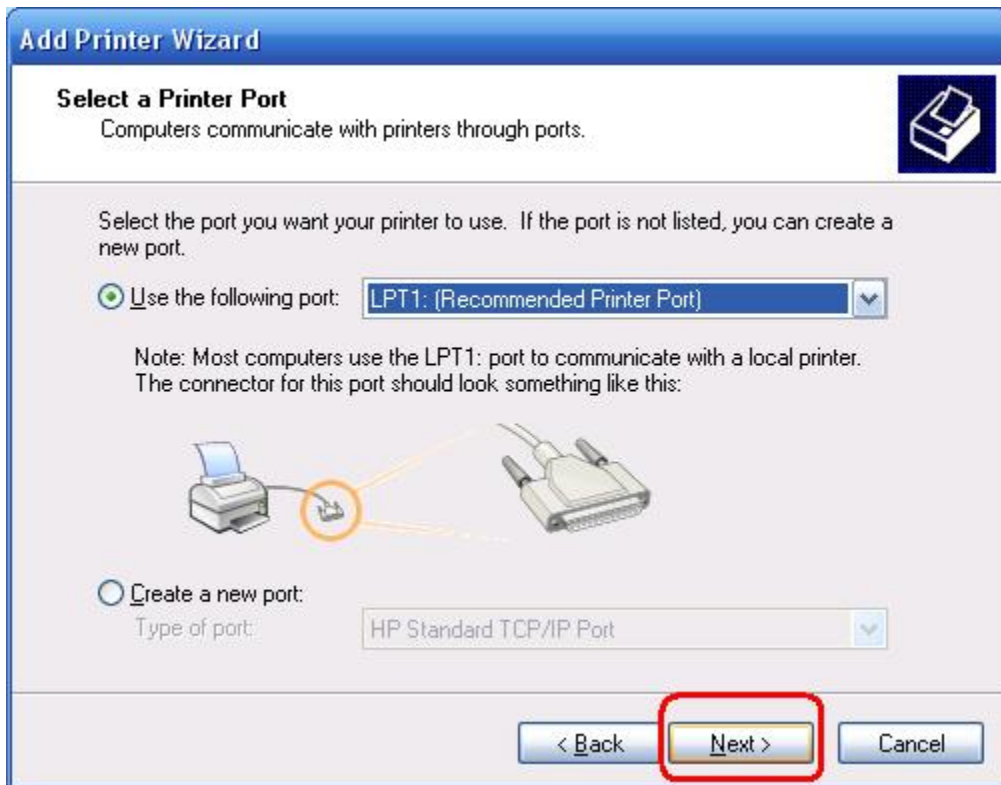 Add Printer Wizard
Select a Printer Port
Computers communicate with printers through ports.
Select the port you want your printer to use.  If the port is not listed, you can create a
new port.
Use the following port: LPT1: (Recommended Printer Port)
Note: Most computers use the LPT1: port to communicate with a local printer.
The connector for this port should look something like this:
Create a new port:
Type of port: HP Standard TCP/IP Port
< Back Next > Cancel